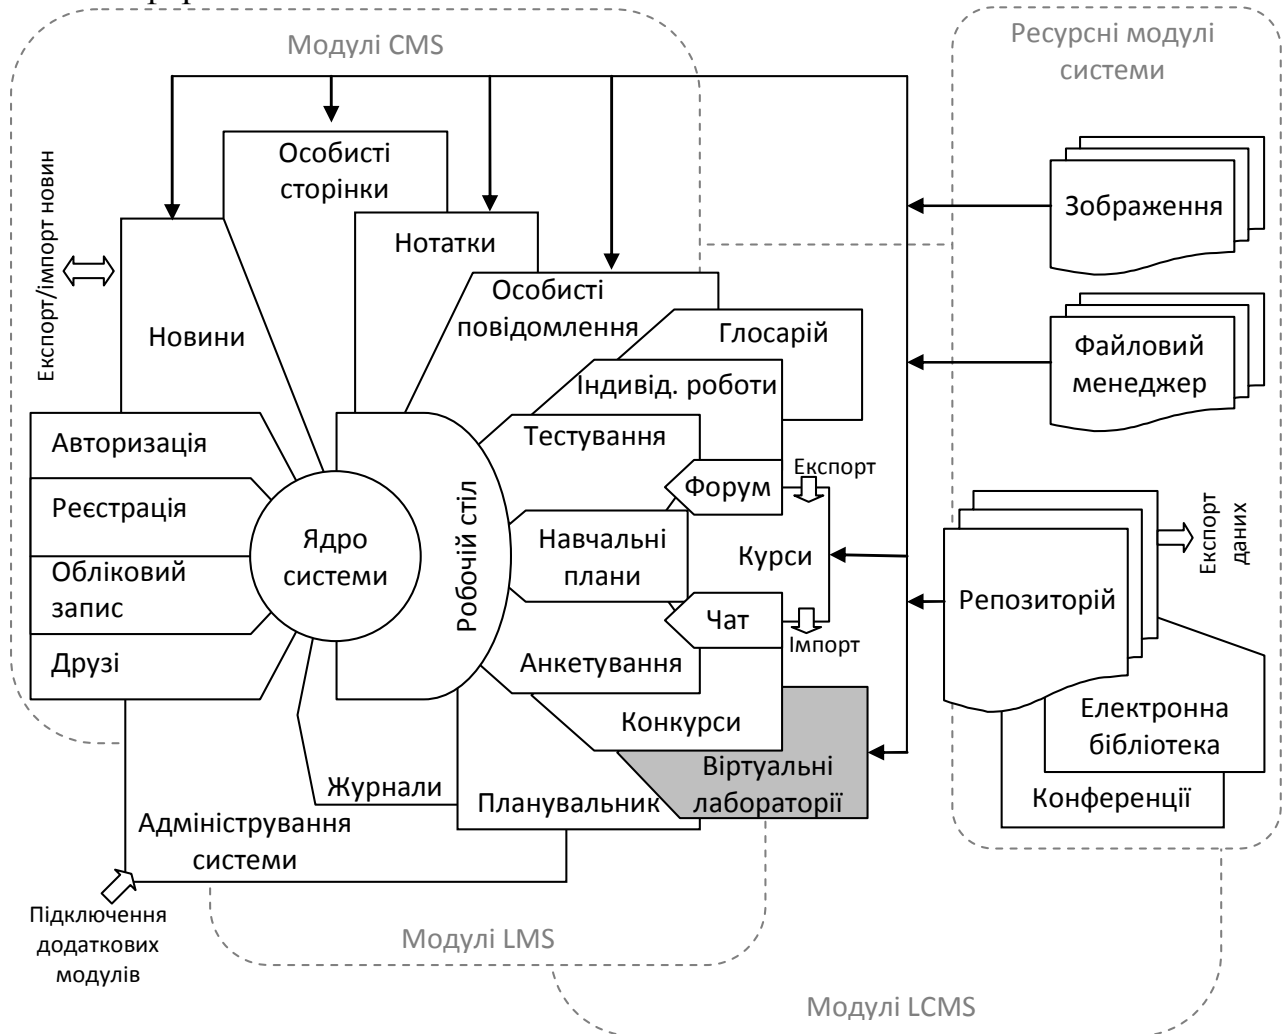 Модулі CMS
Ресурсні модулі
системи
Особисті
сторінки
Експорт/імпорт новин
Нотатки
Зображення
Новини
Особисті
повідомлення
Глосарій
Файловий
менеджер
Індивід. роботи
Авторизація
Тестування
Форум
Експорт
Реєстрація
Ядро
системи
Робочій стіл
Навчальні
плани
Курси
Експорт
даних
Обліковий
запис
Репозиторій
Чат
Імпорт
Друзі
Анкетування
Конкурси
Електронна
бібліотека
Віртуальні
лабораторії
Журнали
Планувальник
Конференції
Адміністрування
системи
Підключення
додаткових
модулів
Модулі LMS
Модулі LCMS